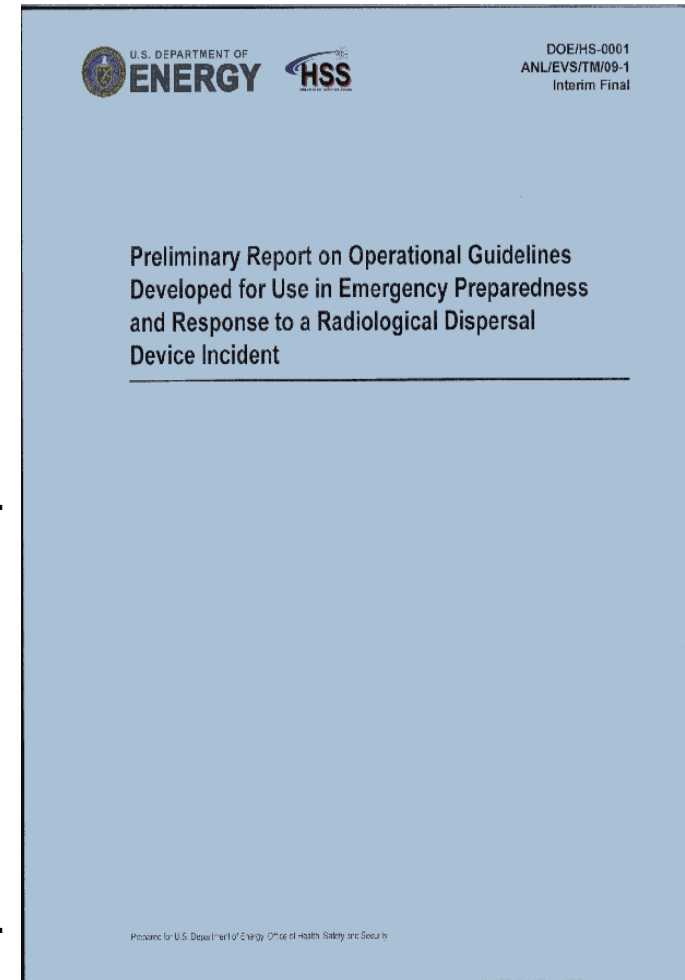 U.S. DEPARTMENT OF
ENERGY
HSS
DOE/HS-0001
ANL/EVS/TM/09-1
Interim Final
Preliminary Report on Operational Guidelines
Developed for Use in Emergency Preparedness
and Response to a Radiological Dispersal
Device Incident
Prepared for U.S. Department of Energy, Office of Health, Safety and Security